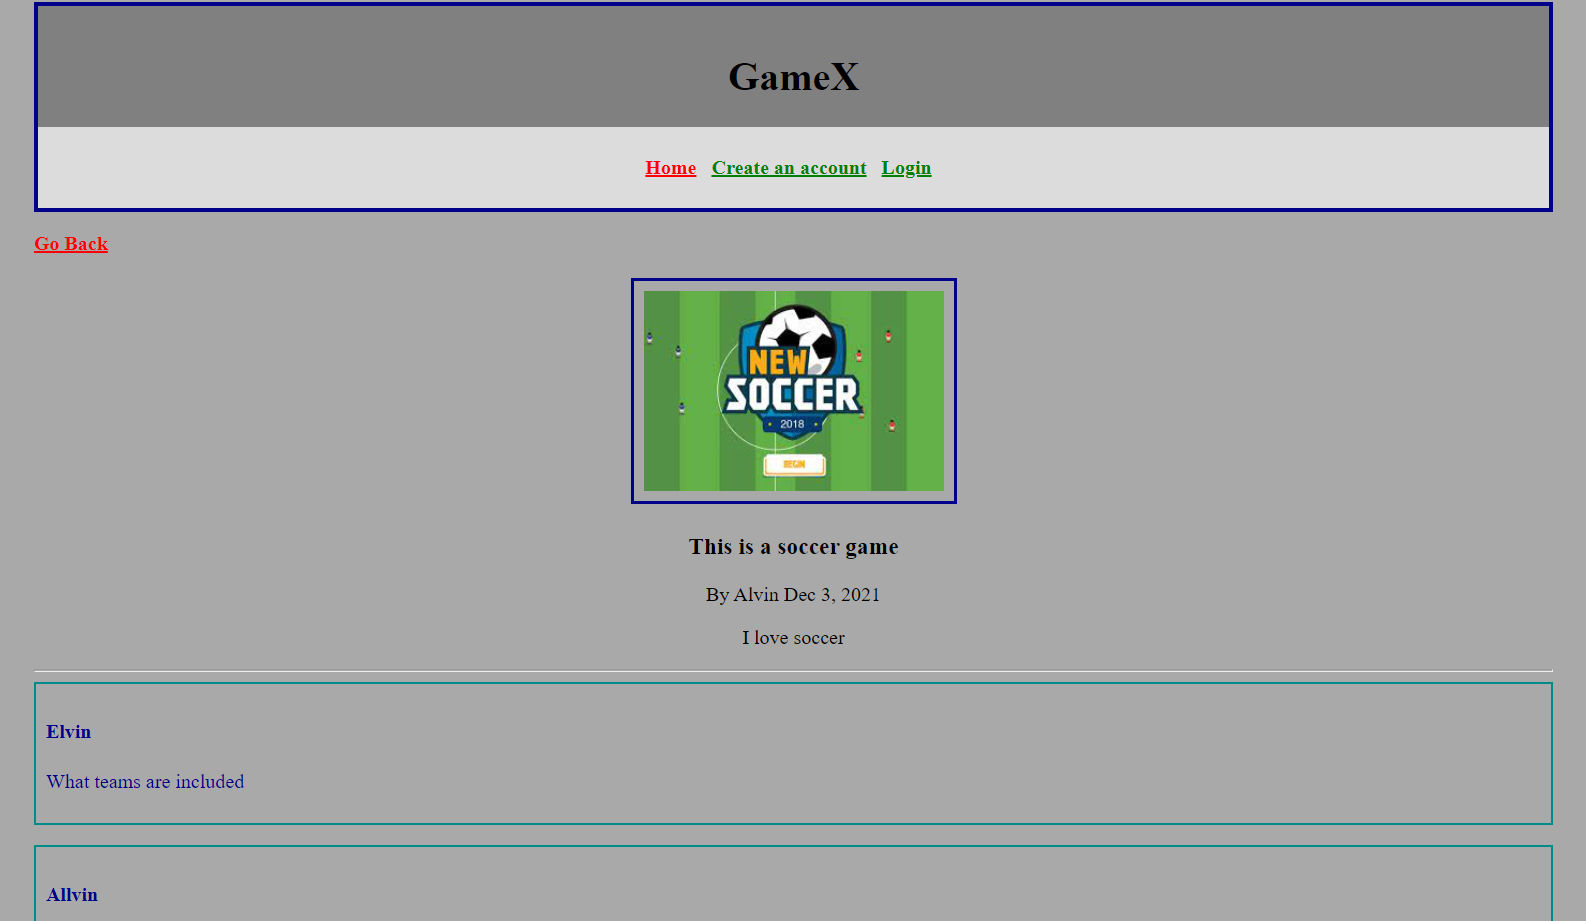 GameX
Home Create an account Login
Go Back
NEW
SOCCER
2018
BEGIN
This is a soccer game
By Alvin Dec 3, 2021
I love soccer
Elvin
What teams are included
Allvin